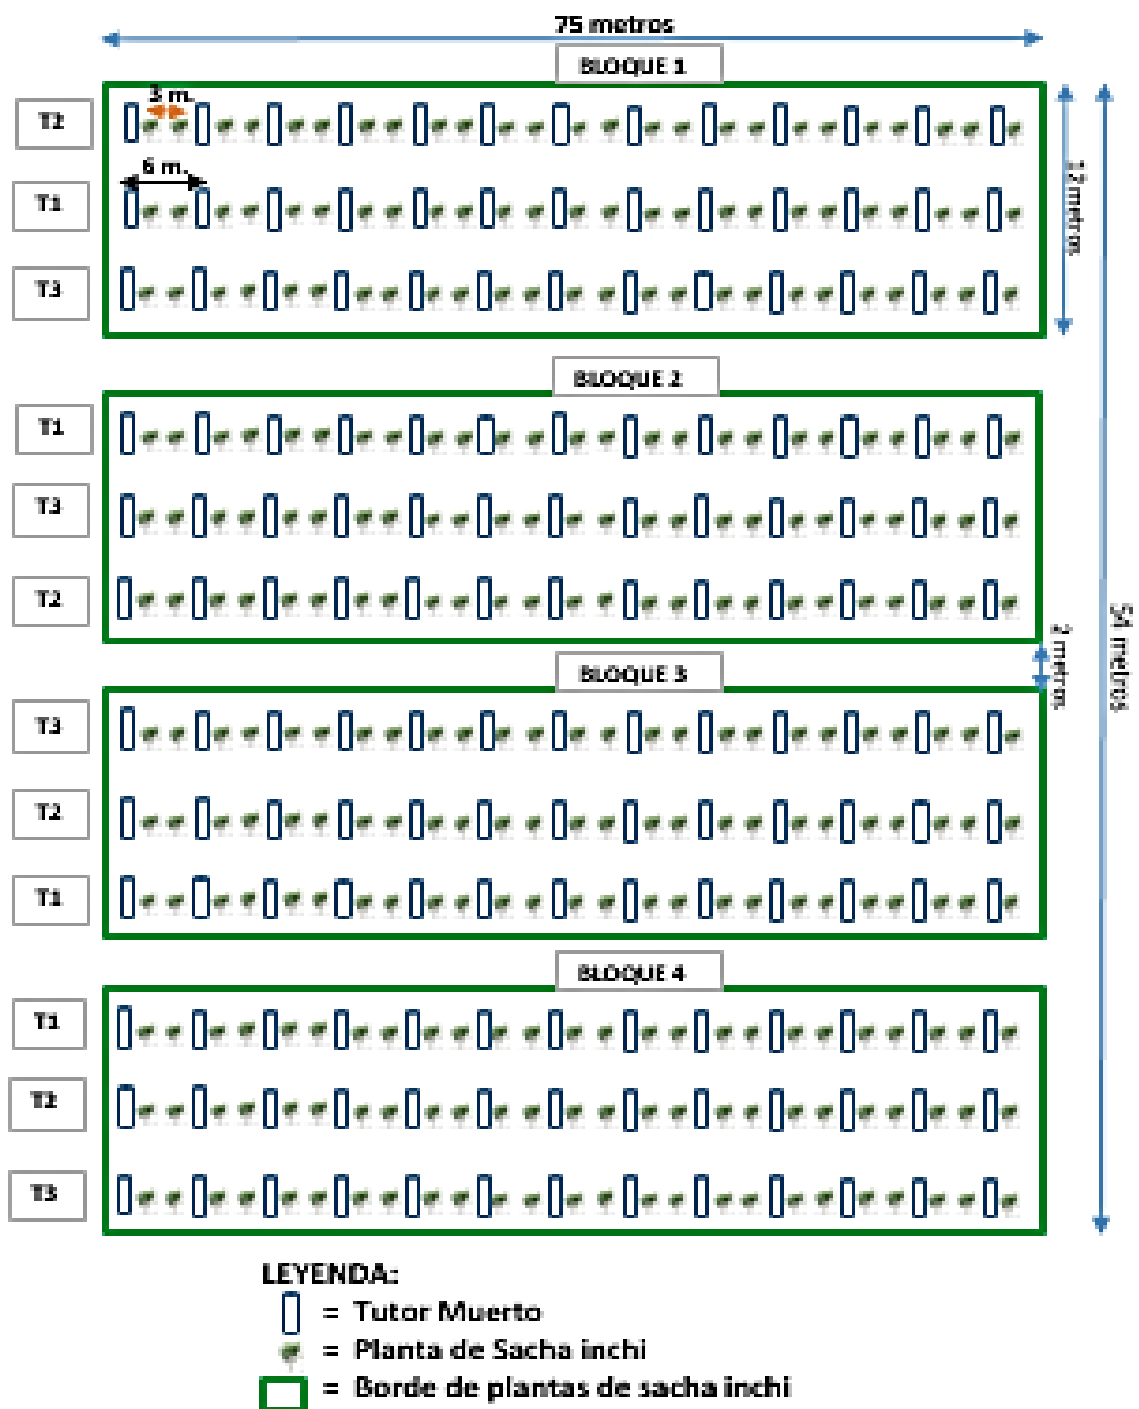 75 metros
BLOQUE 1
T2
3 m.
6 m.
T1
T3
12 metros
54 metros
BLOQUE 2
T1
T3
T2
2 metros
BLOQUE 3
T3
T2
T1
BLOQUE 4
T1
T2
T3
LEYENDA:
= Tutor Muerto
= Planta de Sacha inchi
= Borde de plantas de sacha inchi